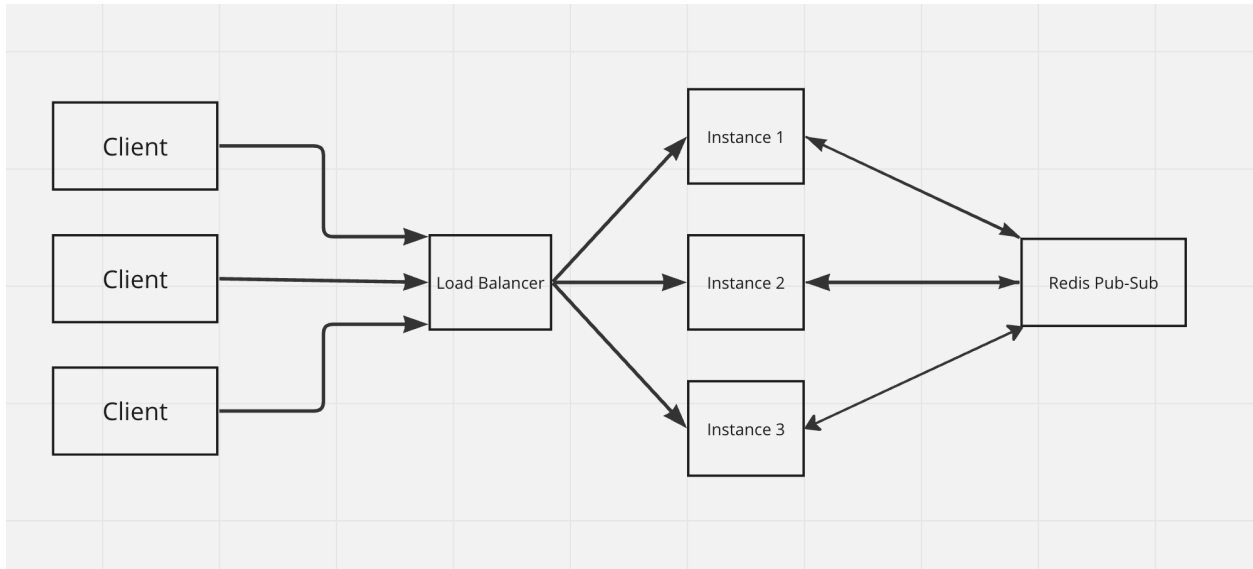 Client
Client
Client
Load Balancer
Instance 1
Instance 2
Instance 3
Redis Pub-Sub